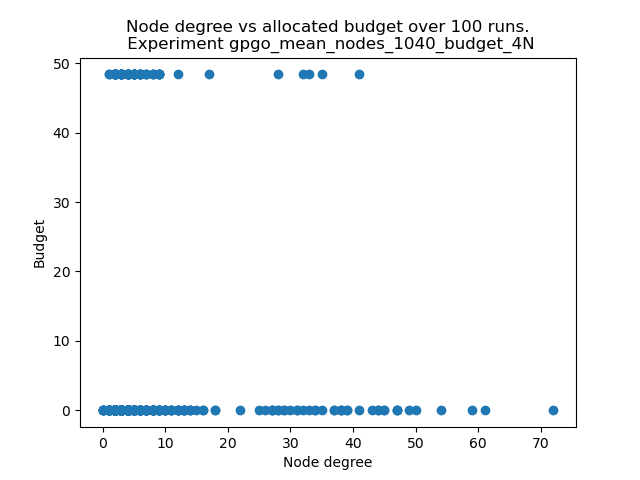 Node degree vs allocated budget over 100 runs.
Experiment gpgo_mean_nodes_1040_budget_4N
50
40
30
20
10
0
Budget
0 10 20 30 40 50 60 70
Node degree